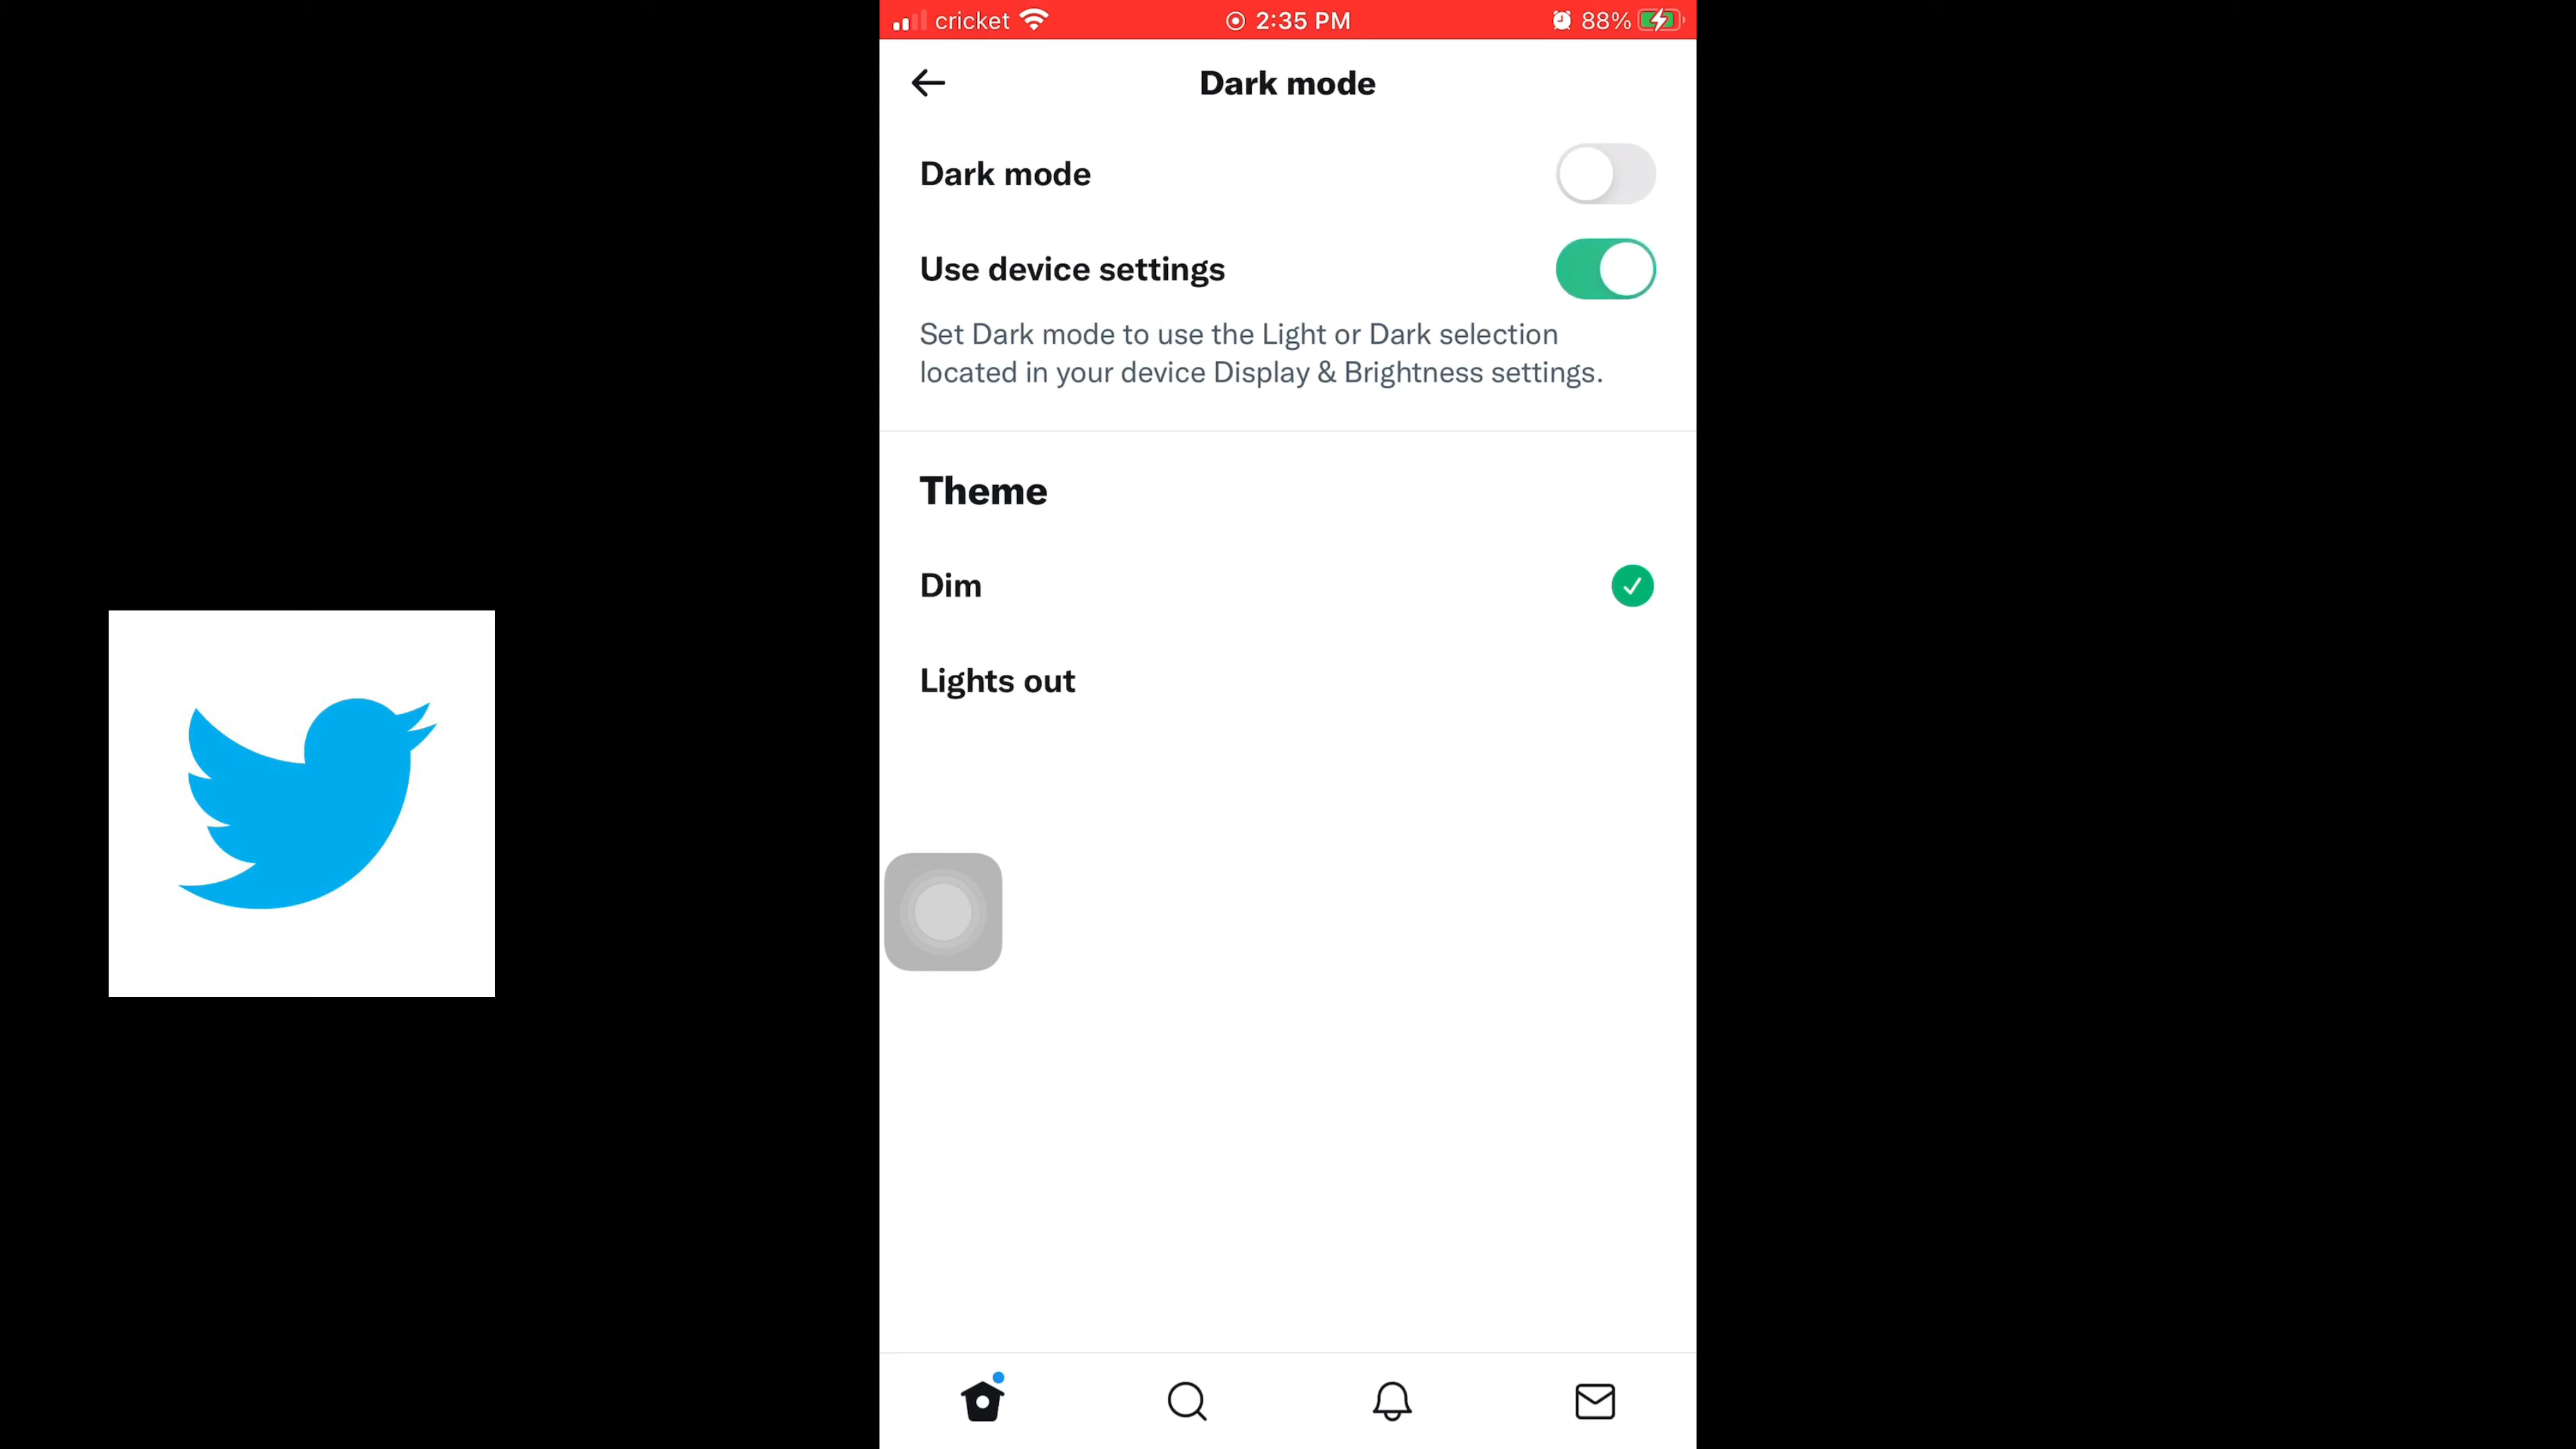 cricket 2:35 PM 88%
Dark mode
Dark mode
Use device settings
Set Dark mode to use the Light or Dark selection
located in your device Display & Brightness settings.
Theme
Dim
Lights out